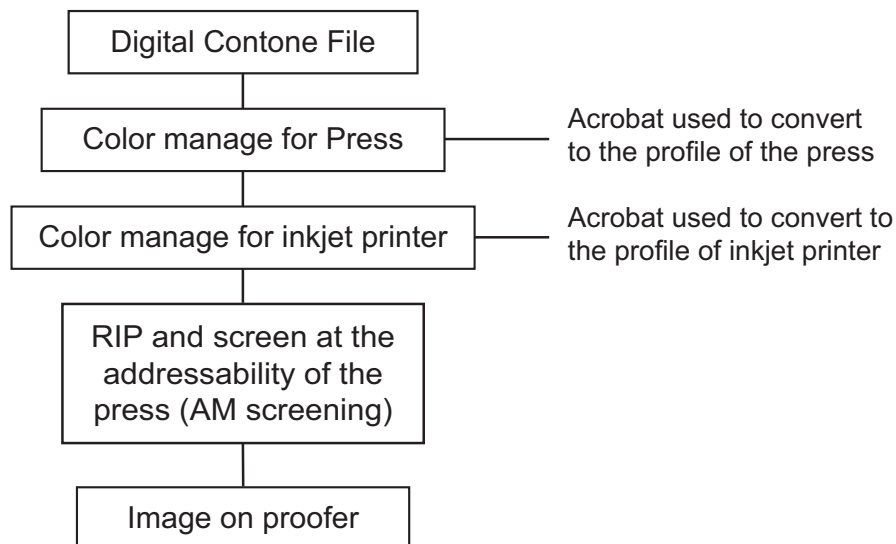 Digital Contone File
Color manage for Press
Acrobat used to convert
to the profile of the press
Color manage for inkjet printer
Acrobat used to convert to
the profile of inkjet printer
RIP and screen at the
addressability of the
press (AM screening)
Image on proofer